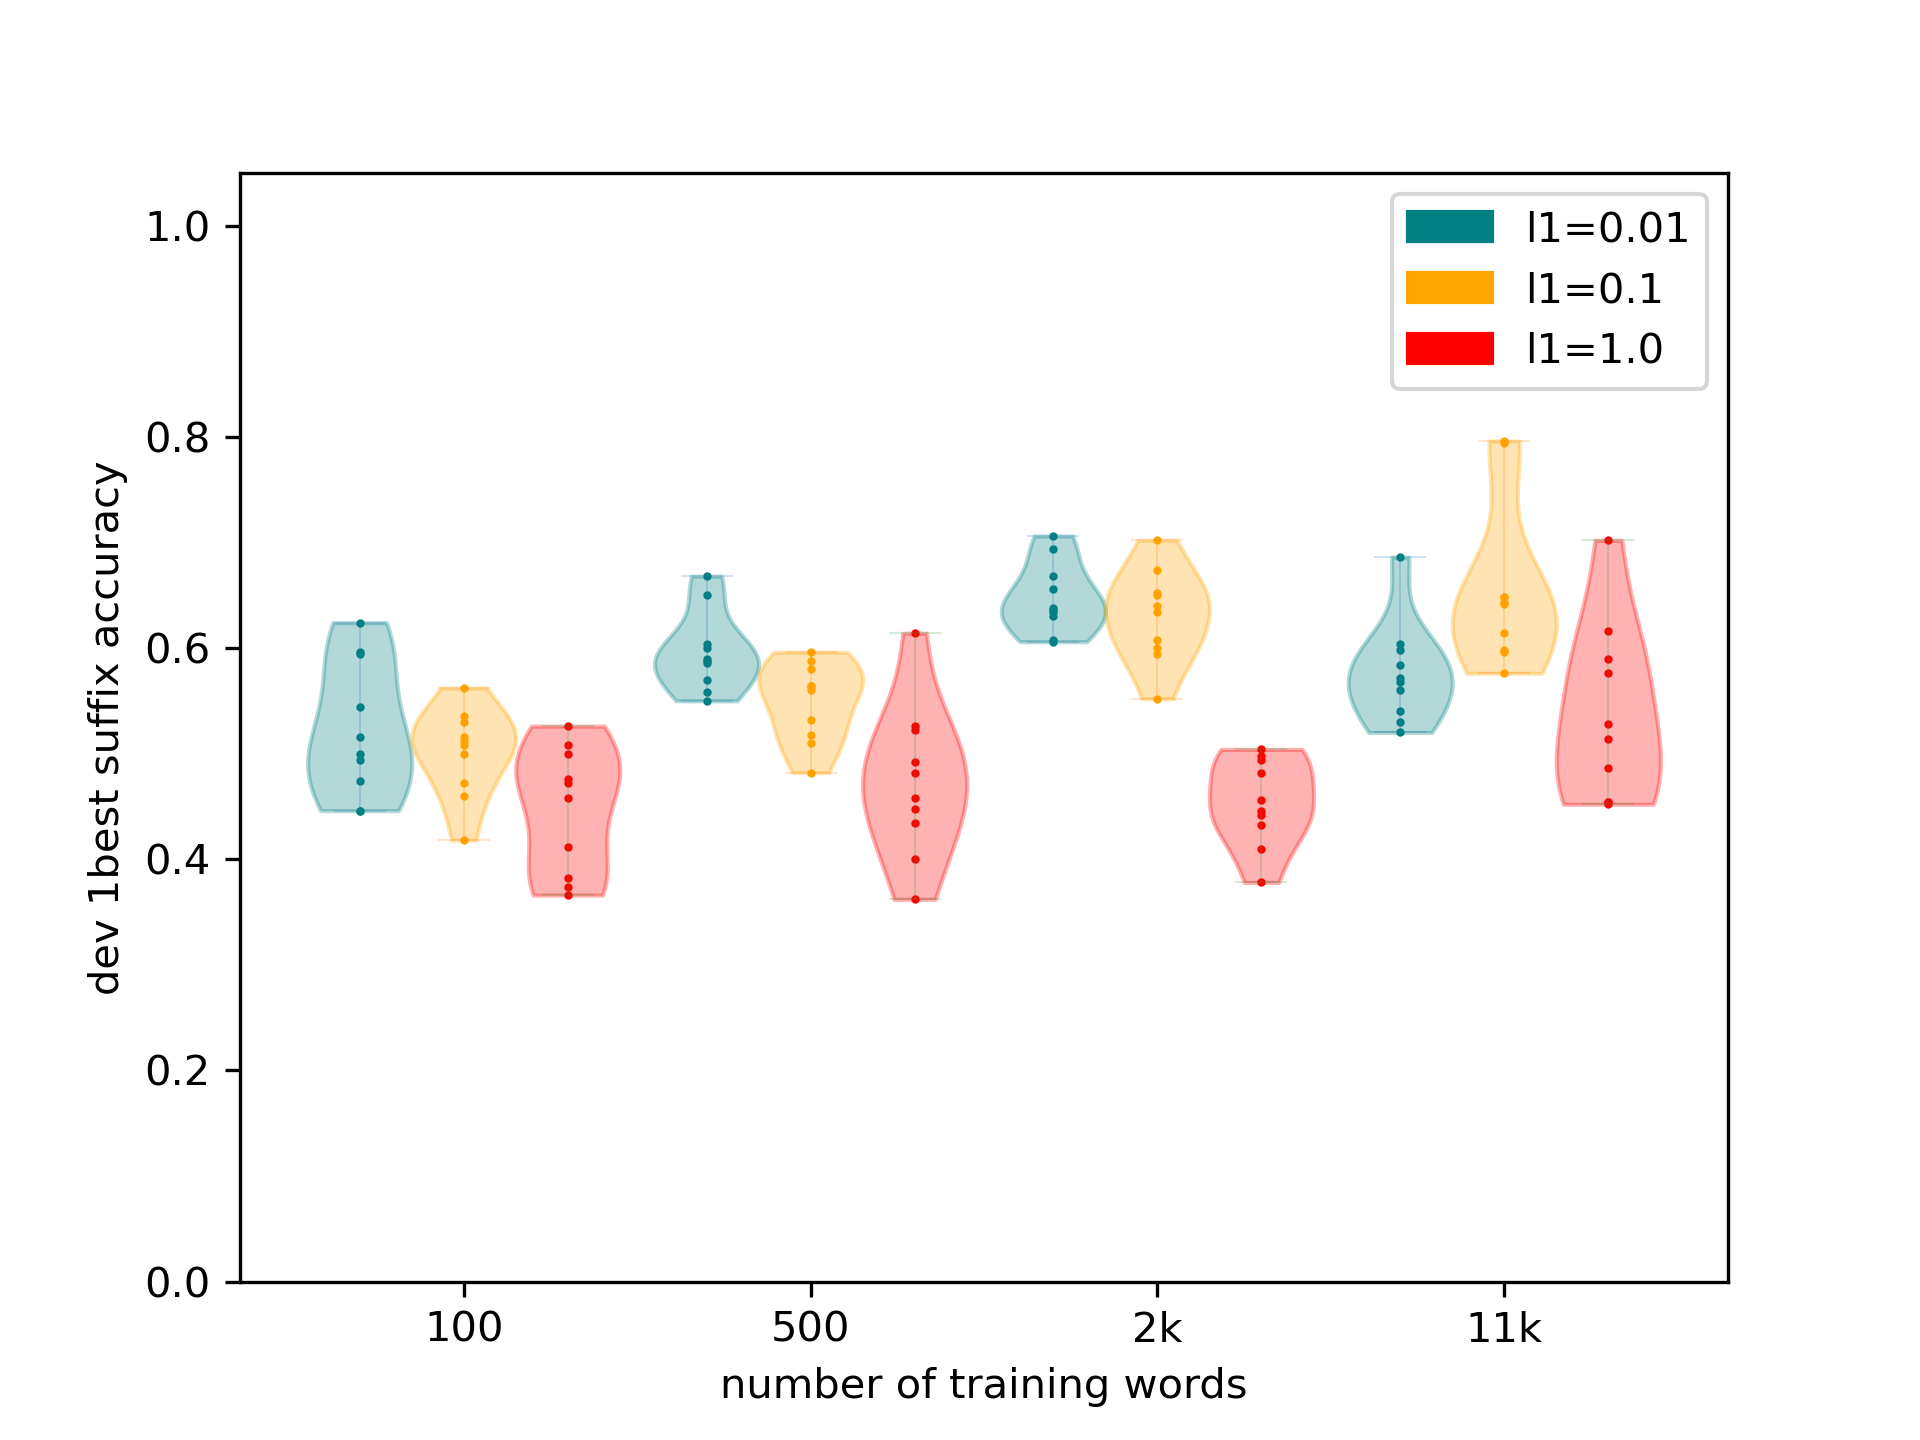 l1=0.01
l1=0.1
l1=1.0
1.0
0.8
0.6
0.4
0.2
0.0
dev 1best suffix accuracy
100 500 2k 11k
number of training words